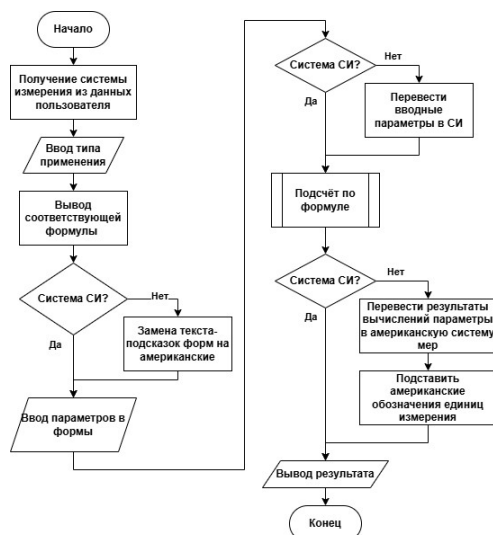 Начало
Получение системы
измерения из данных
пользователя
Ввод типа
применения
Вывод
соответствующей
формулы
Система СИ?
Нет
Да
Замена текста-
подсказок форм на
американские
Ввод параметров в
формы
Система СИ?
Нет
Да
Перевести
вводные
параметры в СИ
Подсчёт по
формуле
Система СИ?
Нет
Да
Перевести результаты
вычислений параметры
в американскую систему
мер
Подставить
американские
обозначения единиц
измерения
Вывод результата
Конец